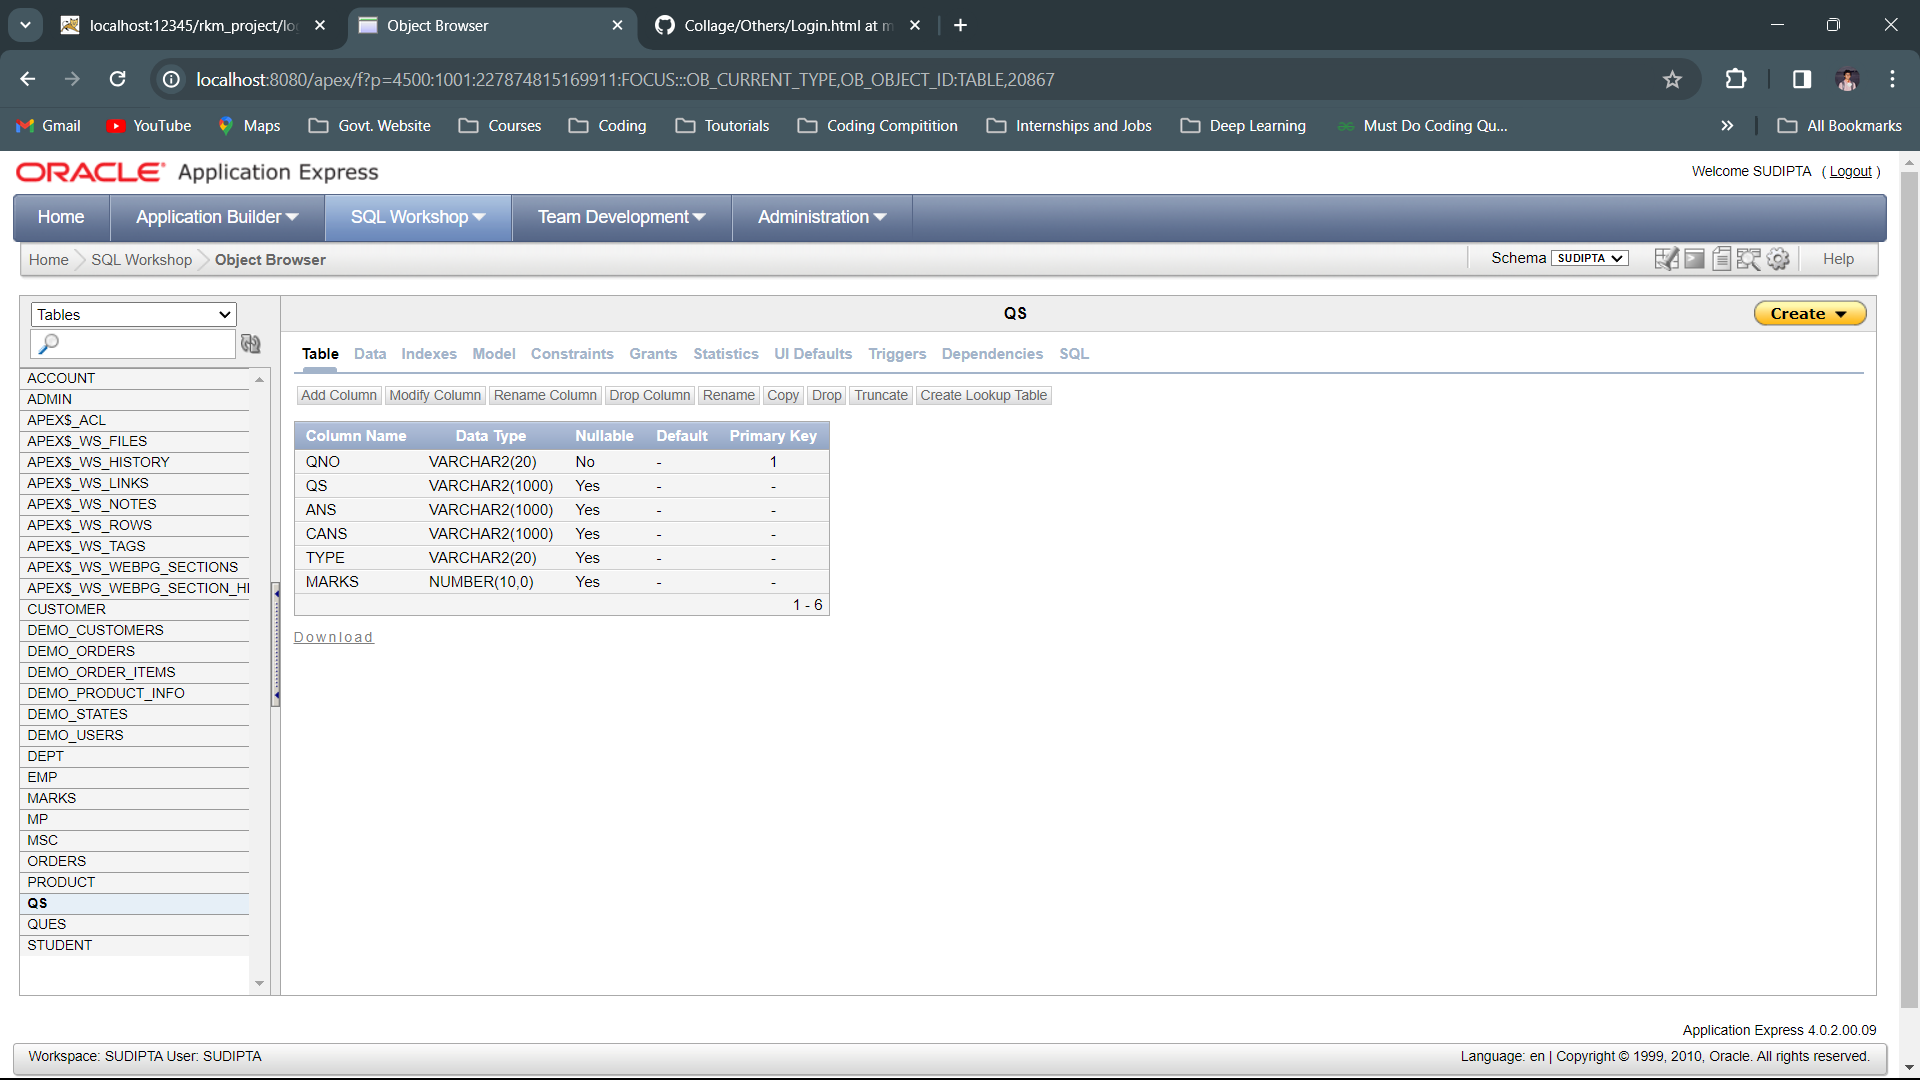 localhost:12345/rkm_project/lo
Object Browser
Collage/Others/Login.html at m
localhost:8080/apex/f?p=4500:1001:227874815169911:FOCUS:::OB_CURRENT_TYPE,OB_OBJECT_ID:TABLE,20867
Gmail YouTube Maps Govt. Website Courses Coding Toutorials Coding Compitition Internships and Jobs Deep Learning Must Do Coding Qu... » All Bookmarks
ORACLE Application Express
Welcome SUDIPTA ( Logout )
Home Application Builder SQL Workshop Team Development Administration
Home SQL Workshop Object Browser
Schema SUDIPTA Help
Tables
ACCOUNT
ADMIN
APEX$_ACL
APEX$_WS_FILES
APEX$_WS_HISTORY
APEX$_WS_LINKS
APEX$_WS_NOTES
APEX$_WS_ROWS
APEX$_WS_TAGS
APEX$_WS_WEBPG_SECTIONS
APEX$_WS_WEBPG_SECTION_HI
CUSTOMER
DEMO_CUSTOMERS
DEMO_ORDERS
DEMO_ORDER_ITEMS
DEMO_PRODUCT_INFO
DEMO_STATES
DEMO_USERS
DEPT
EMP
MARKS
MP
MSC
ORDERS
PRODUCT
QS
QUES
STUDENT
QS
Create
Table Data Indexes Model Constraints Grants Statistics UI Defaults Triggers Dependencies SQL
Add Column Modify Column Rename Column Drop Column Rename Copy Drop Truncate Create Lookup Table
Column Name Data Type Nullable Default Primary Key
QNO VARCHAR2(20) No - 1
QS VARCHAR2(1000) Yes - -
ANS VARCHAR2(1000) Yes - -
CANS VARCHAR2(1000) Yes - -
TYPE VARCHAR2(20) Yes - -
MARKS NUMBER(10,0) Yes - -
1 - 6
Download
Application Express 4.0.2.00.09
Workspace: SUDIPTA User: SUDIPTA
Language: en | Copyright © 1999, 2010, Oracle. All rights reserved.